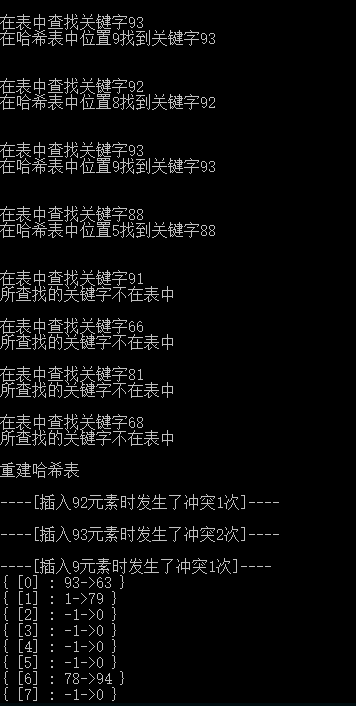 在表中查找关键字93
在哈希表中位置9找到关键字93
在表中查找关键字92
在哈希表中位置8找到关键字92
在表中查找关键字93
在哈希表中位置9找到关键字93
在表中查找关键字88
在哈希表中位置5找到关键字88
在表中查找关键字91
所查找的关键字不在表中
在表中查找关键字66
所查找的关键字不在表中
在表中查找关键字81
所查找的关键字不在表中
在表中查找关键字68
所查找的关键字不在表中
重建哈希表
----[插入92元素时发生了冲突1次]----
----[插入93元素时发生了冲突2次]----
----[插入9元素时发生了冲突1次]----
{ [0] : 93->63 }
{ [1] : 1->79 }
{ [2] : -1->0 }
{ [3] : -1->0 }
{ [4] : -1->0 }
{ [5] : -1->0 }
{ [6] : 78->94 }
{ [7] : -1->0 }